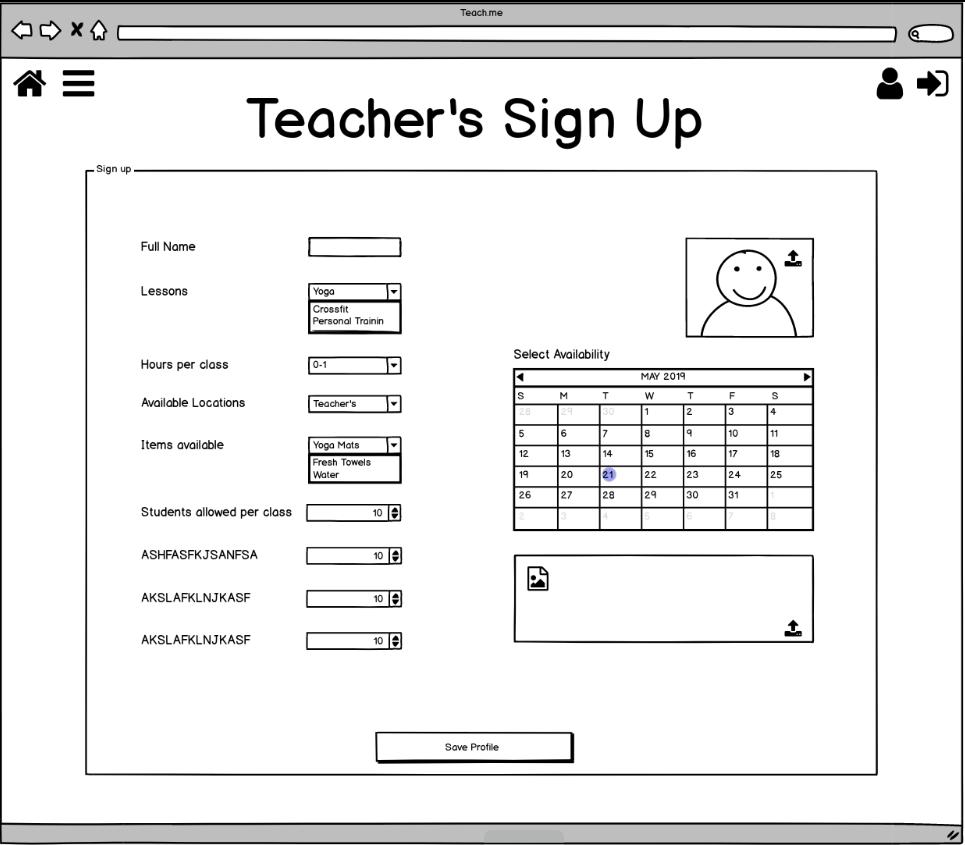 Teach.me
Teacher's Sign Up
Sign up
Full Name
Lessons
Yoga
Crossfit
Personal Trainin
Hours per class
0-1
Available Locations
Teacher's
Items available
Yoga Mats
Fresh Towels
Water
Students allowed per class 10
ASHFASFKJSANFSA 10
AKSLAFKLNJKASF 10
AKSLAFKLNJKASF 10
Select Availability
MAY 2019
S M T W T F S
28 29 30 1 2 3 4
5 6 7 8 9 10 11
12 13 14 15 16 17 18
19 20 21 22 23 24 25
26 27 28 29 30 31 1
2 3 4 5 6 7 8
Save Profile